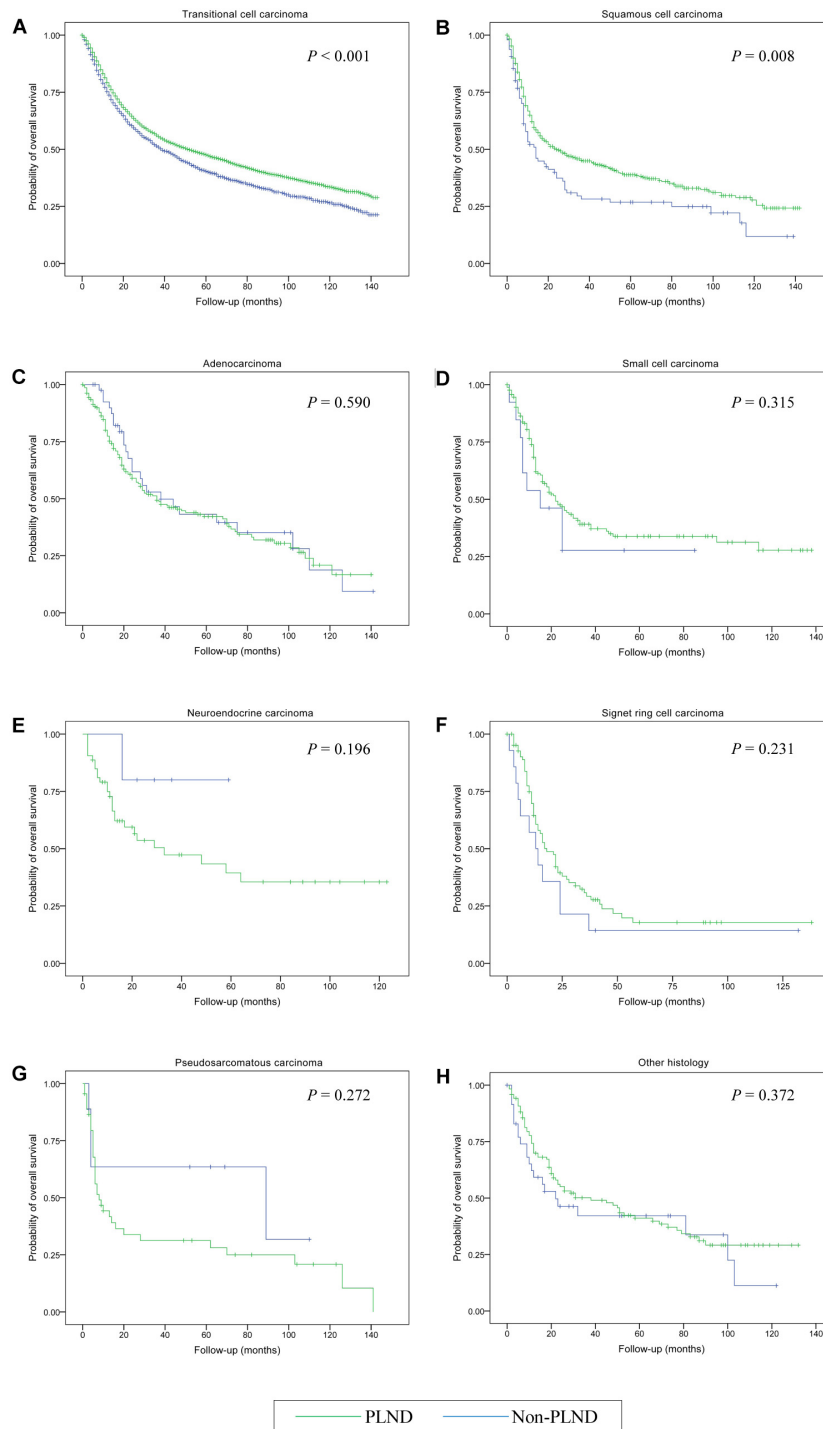 A
Transitional cell carcinoma
P < 0.001
1.00
0.75
0.50
0.25
0.00
Probability of overall survival
0 20 40 60 80 100 120 140
Follow-up (months)
B
Squamous cell carcinoma
P = 0.008
1.00
0.75
0.50
0.25
0.00
Probability of overall survival
0 20 40 60 80 100 120 140
Follow-up (months)
C
Adenocarcinoma
P = 0.590
1.00
0.75
0.50
0.25
0.00
Probability of overall survival
0 20 40 60 80 100 120 140
Follow-up (months)
D
Small cell carcinoma
P = 0.315
1.00
0.75
0.50
0.25
0.00
Probability of overall survival
0 20 40 60 80 100 120 140
Follow-up (months)
E
Neuroendocrine carcinoma
P = 0.196
1.00
0.75
0.50
0.25
0.00
Probability of overall survival
0 20 40 60 80 100 120
Follow-up (months)
F
Signet ring cell carcinoma
P = 0.231
1.00
0.75
0.50
0.25
0.00
Probability of overall survival
0 25 50 75 100 125
Follow-up (months)
G
Pseudosarcomatous carcinoma
P = 0.272
1.00
0.75
0.50
0.25
0.00
Probability of overall survival
0 20 40 60 80 100 120 140
Follow-up (months)
H
Other histology
P = 0.372
1.00
0.75
0.50
0.25
0.00
Probability of overall survival
0 20 40 60 80 100 120 140
Follow-up (months)
PLND Non-PLND